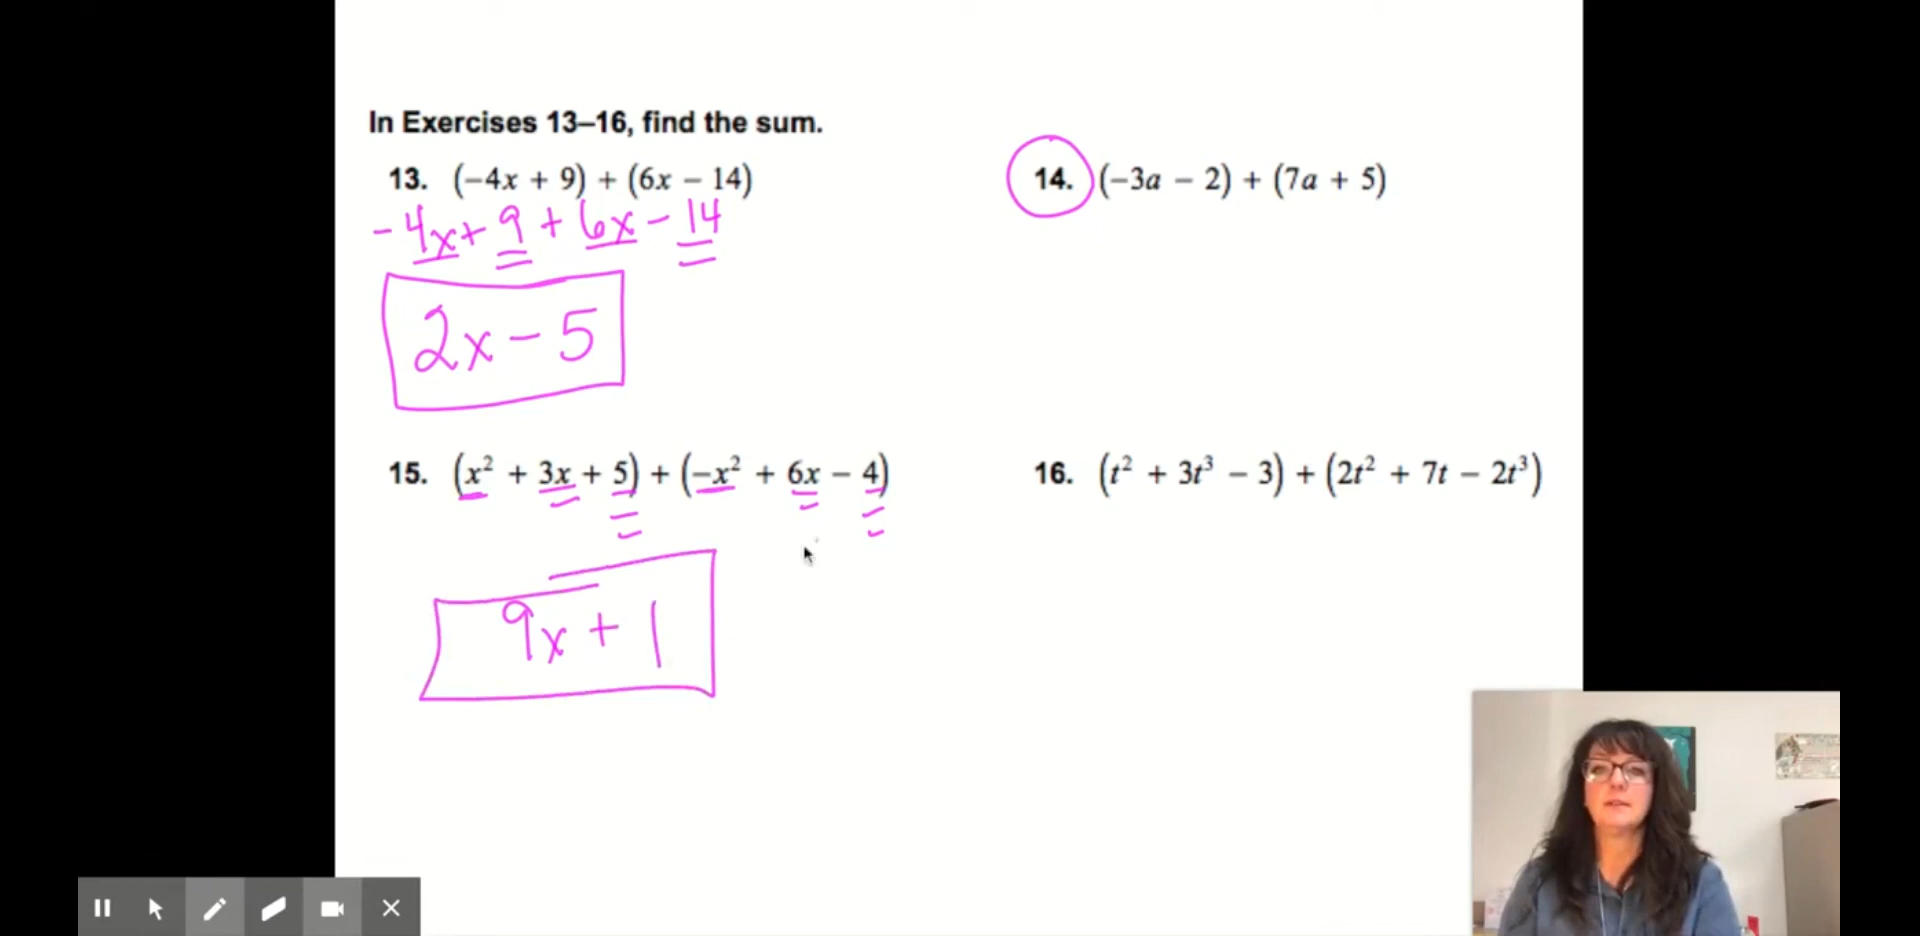 In Exercises 13–16, find the sum.
13. (−4x + 9) + (6x − 14)
- 4x + 9 + 6x - 14
2x - 5
14. (−3a − 2) + (7a + 5)
15. (x² + 3x + 5) + (−x² + 6x − 4)
9x + 1
16. (t² + 3t³ − 3) + (2t² + 7t − 2t³)